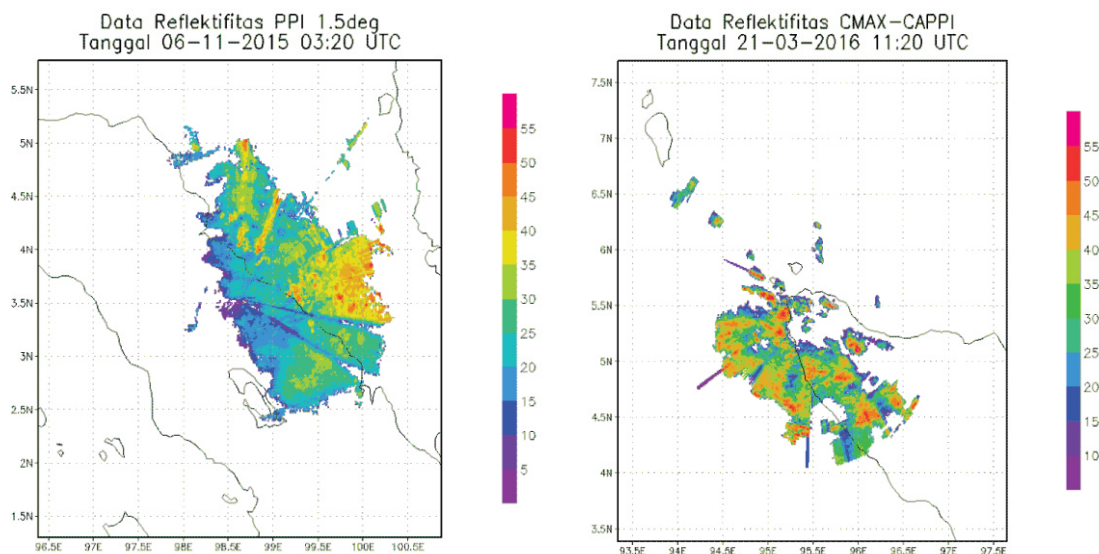 Data Reflektifitas PPI 1.5deg
Tanggal 06-11-2015 03:20 UTC
5.5N
5N
4.5N
4N
3.5N
3N
2.5N
2N
1.5N
96.5E 97E 97.5E 98E 98.5E 99E 99.5E 100E 100.5E
55
50
45
40
35
30
25
20
15
10
5
Data Reflektifitas CMAX-CAPPI
Tanggal 21-03-2016 11:20 UTC
7.5N
7N
6.5N
6N
5.5N
5N
4.5N
4N
3.5N
93.5E 94E 94.5E 95E 95.5E 96E 96.5E 97E 97.5E
55
50
45
40
35
30
25
20
15
10